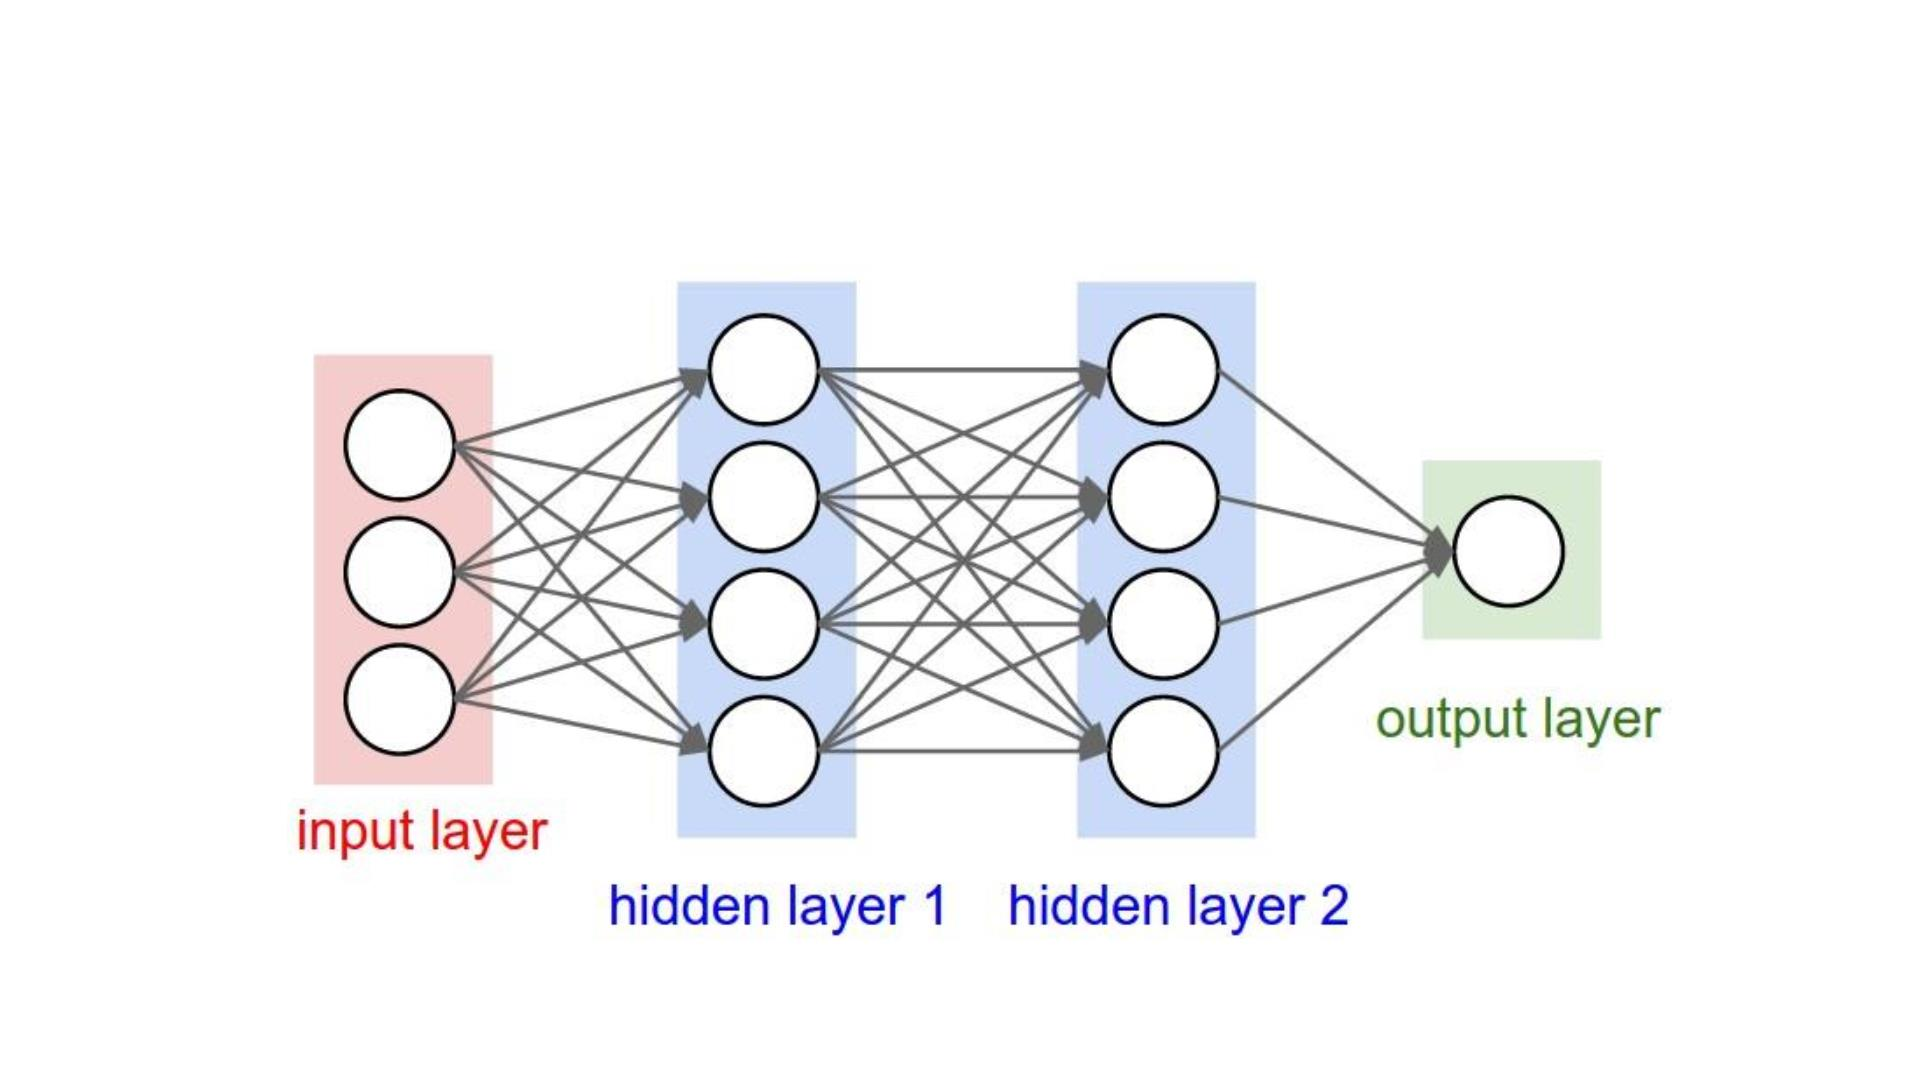 input layer
hidden layer 1
hidden layer 2
output layer